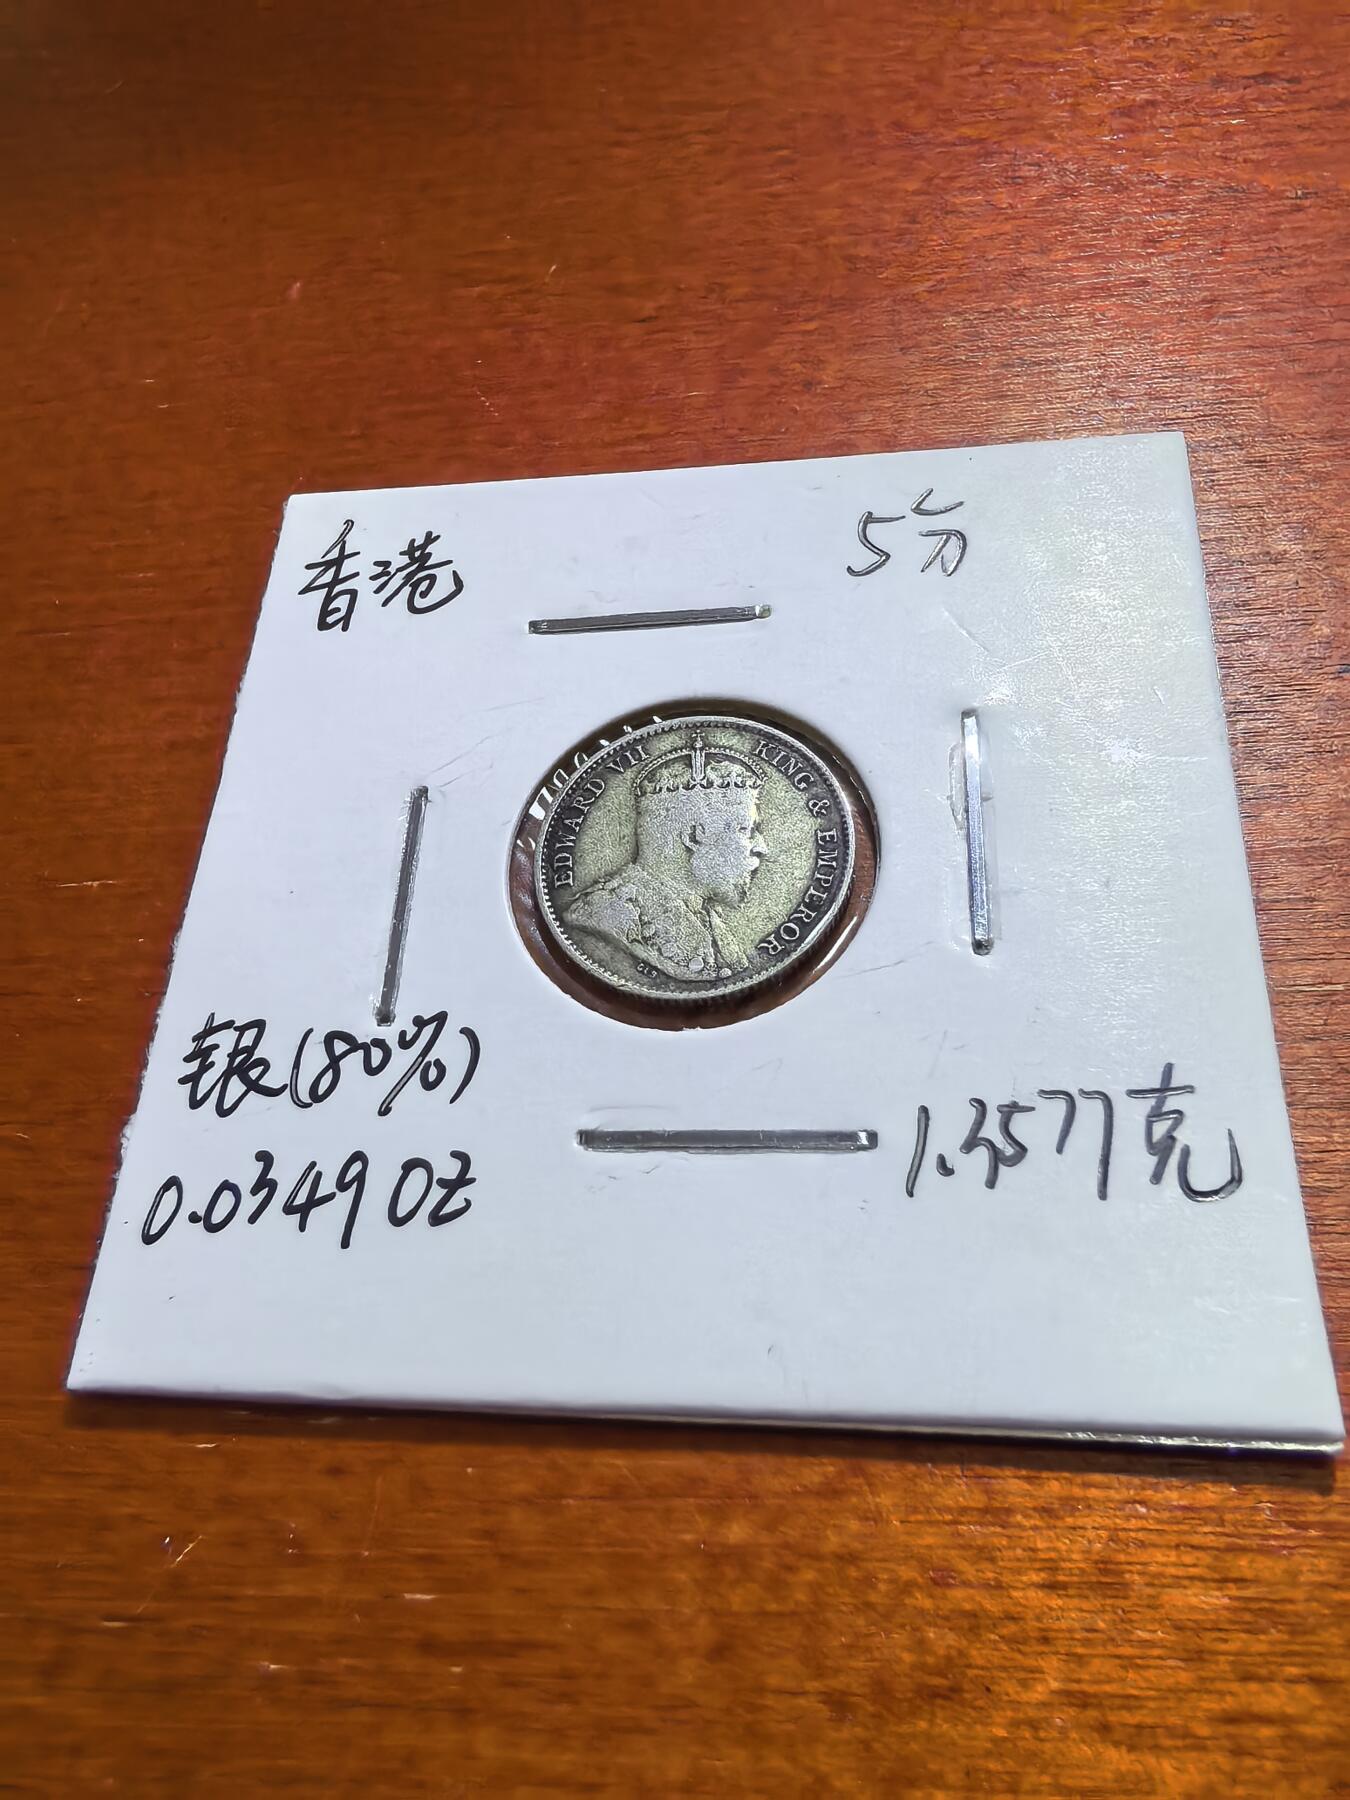 香港
5分
EDWARD VII KING & EMPEROR
银(80%)
0.0349 OZ
1.3577克